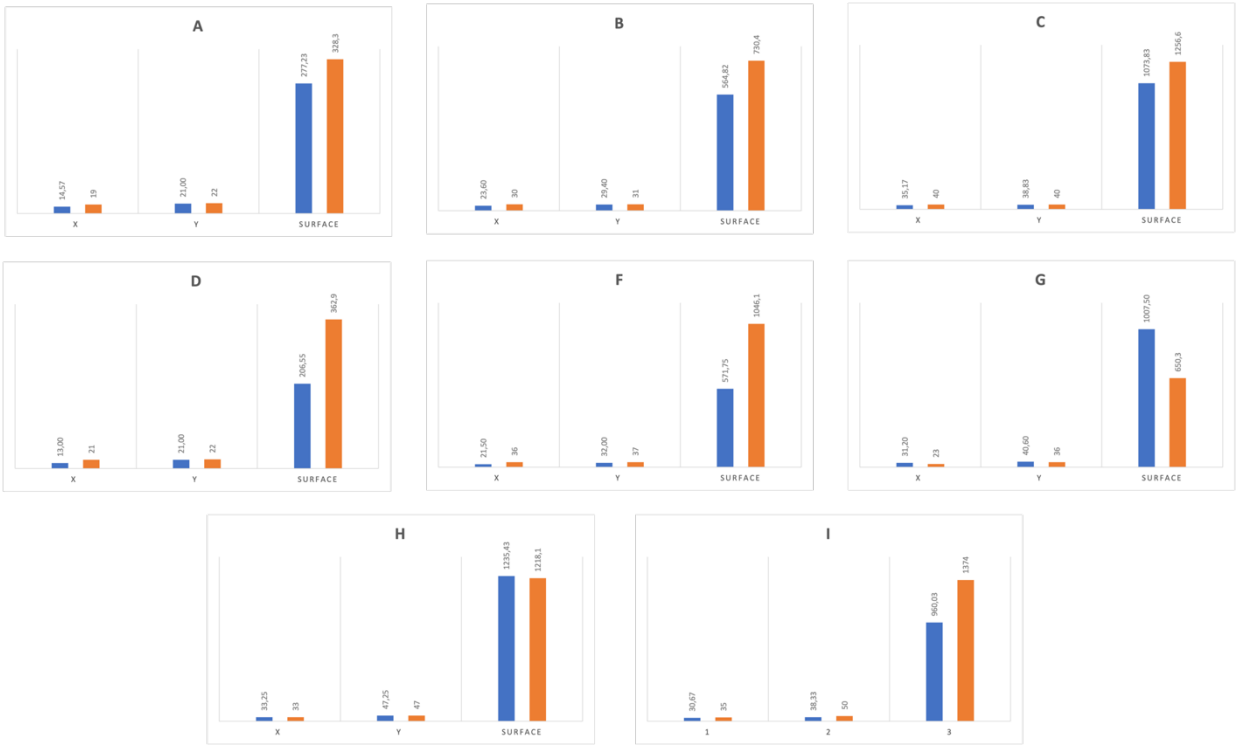 A
14,57
19
21,00
22
277,23
328,3
X
Y
SURFACE
B
23,60
30
29,40
31
564,82
730,4
X
Y
SURFACE
C
35,17
40
38,83
40
1073,83
1256,6
X
Y
SURFACE
D
13,00
21
21,00
22
206,55
362,9
X
Y
SURFACE
F
21,50
36
32,00
37
571,75
1046,1
X
Y
SURFACE
G
31,20
23
40,60
36
1007,50
650,3
X
Y
SURFACE
H
33,25
33
47,25
47
1235,43
1218,1
X
Y
SURFACE
I
30,67
35
38,33
50
960,03
1374
1
2
3